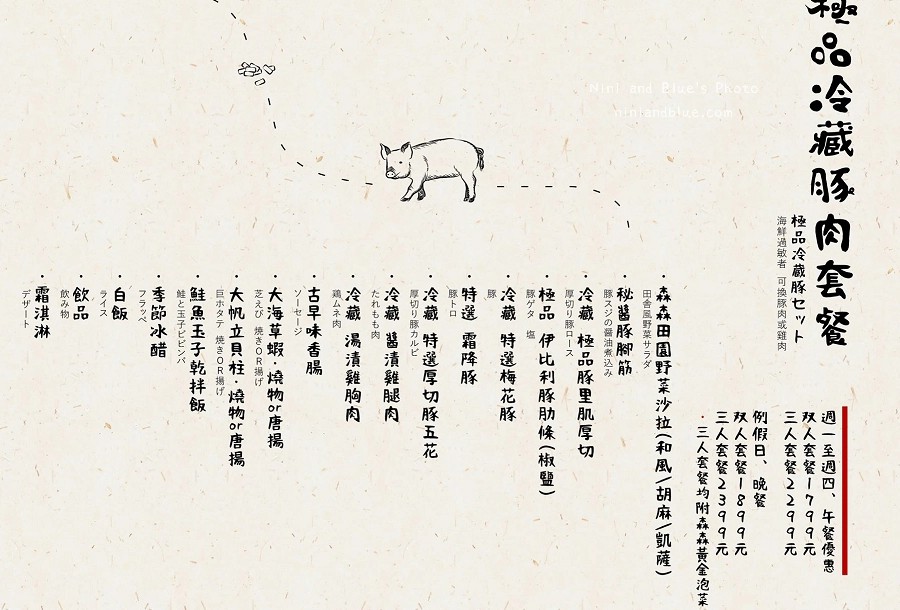 極品冷藏豚肉套餐
極品冷蔵豚セット
海鮮過敏者 可換豚肉或雞肉
週一至週四、午餐優惠
双人套餐1799元
三人套餐2299元
例假日、晚餐
双人套餐1899元
三人套餐2399元
・三人套餐均附森森黃金泡菜
・森森田園野菜沙拉(和風/胡麻/凱薩)
田舎風野菜サラダ
・秘醬豚腳筋
豚スジの醤油煮込み
・冷藏 極品豚里肌厚切
厚切り豚ロース
・極品 伊比利豚肋條(椒鹽)
豚ゲタ 塩
・冷藏 特選梅花豚
豚
・特選 霜降豚
豚トロ
・冷藏 特選厚切豚五花
厚切り豚カルビ
・冷藏 醬漬雞腿肉
たれもも肉
・冷藏 湯漬雞胸肉
鶏ムネ肉
・古早味香腸
ソーセージ
・大海草蝦・燒物or唐揚
芝えび 焼きOR揚げ
・大帆立貝柱・燒物or唐揚
巨ホタテ 焼きOR揚げ
・鮭魚玉子乾拌飯
鮭と玉子ビビンバ
・季節冰醋
フラッペ
・白飯
ライス
・飲品
飲み物
・霜淇淋
デザート
Nini and Blue's Photo
niniandblue.com